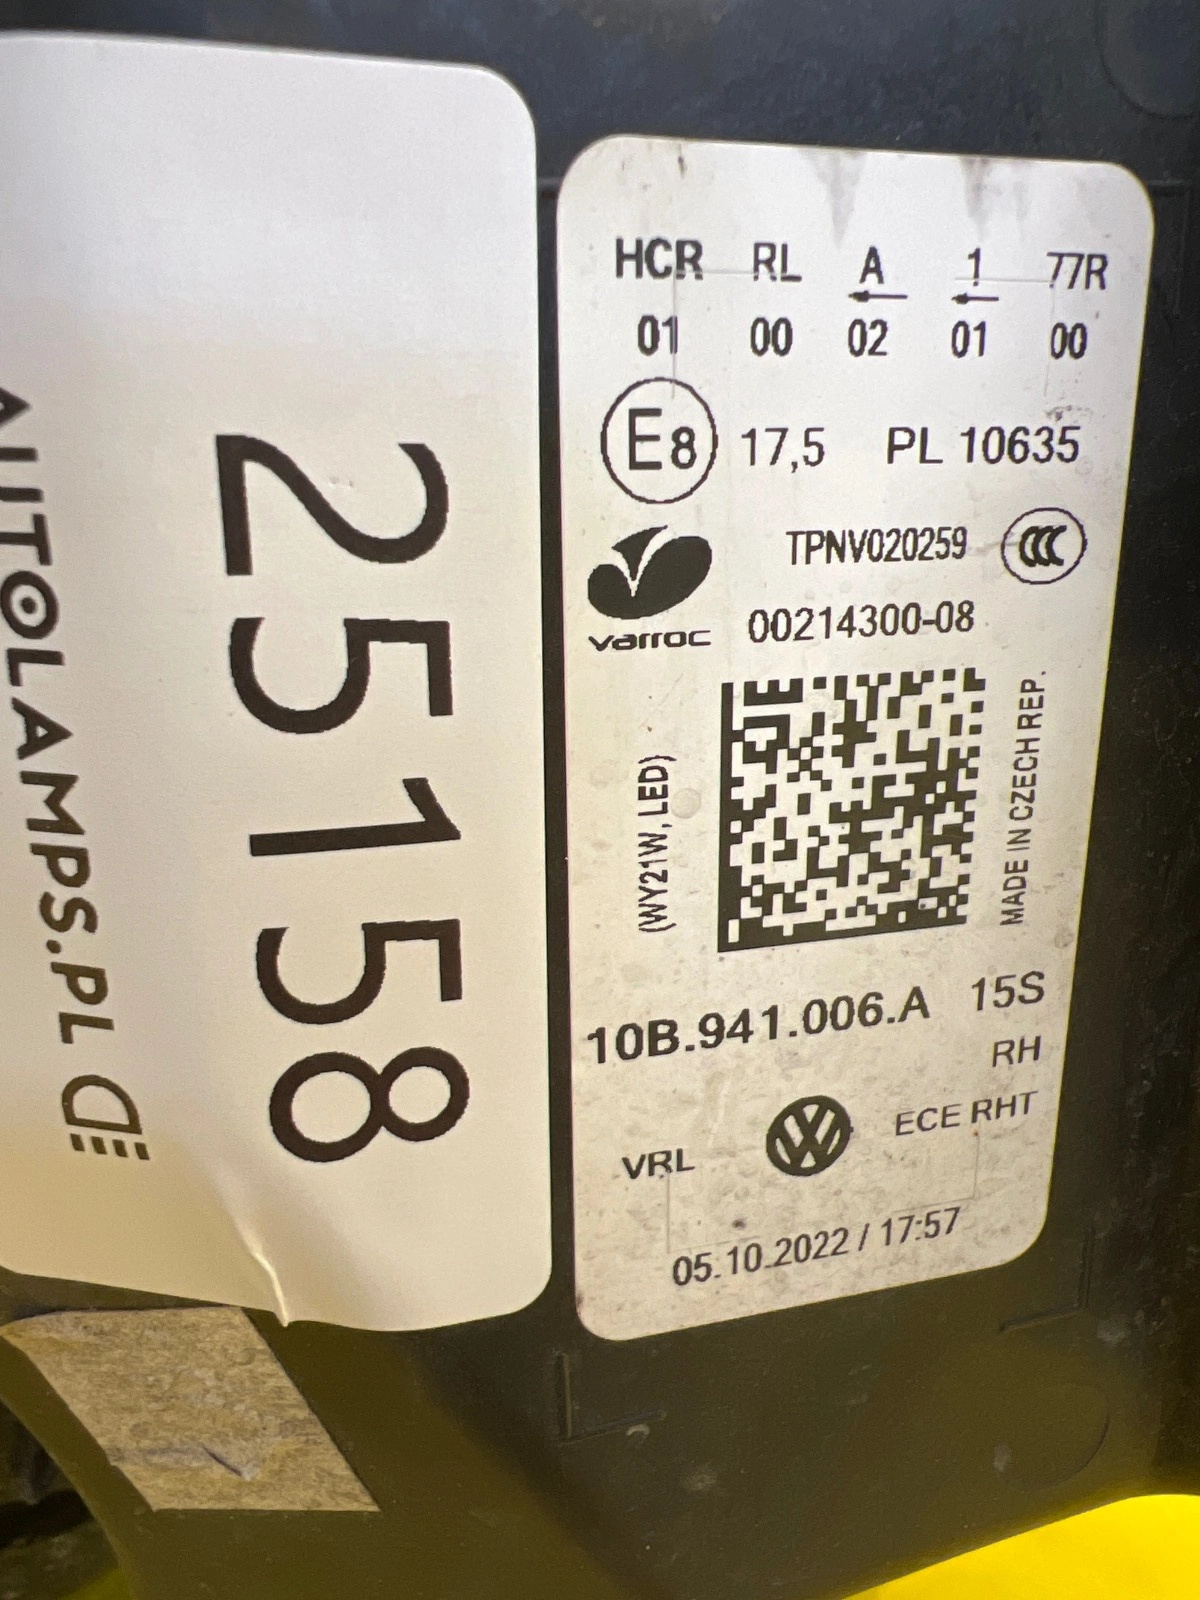 AUTOLAMPS.PL
25158
HCR RL A 1 77R
01 00 02 01 00
E8 17,5 PL 10635
TPNV020259 CCC
varroc 00214300-08
(WY21W, LED)
MADE IN CZECH REP.
10B.941.006.A 15S
RH
VRL VW ECE RHT
05.10.2022 / 17:57